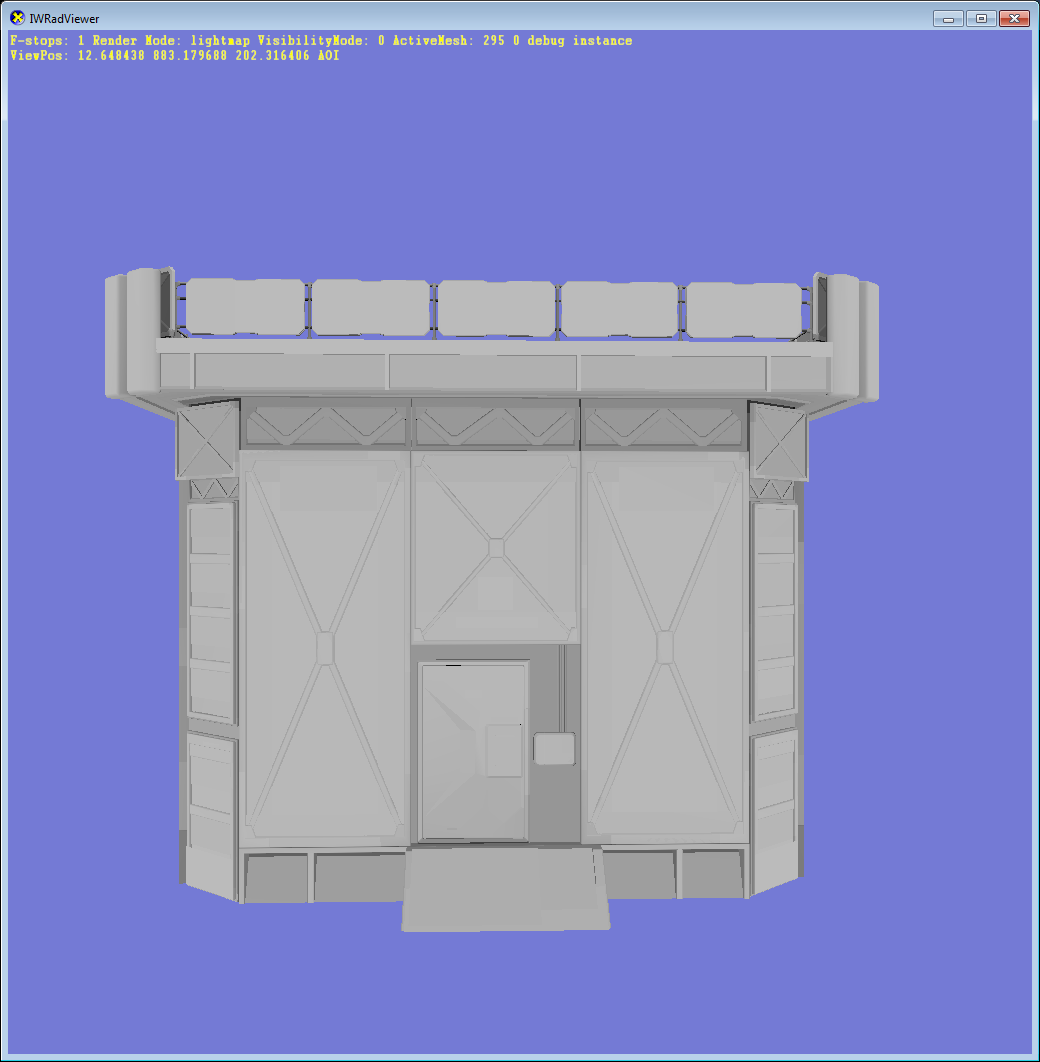 IWRadViewer
F-stops: 1 Render Mode: lightmap VisibilityMode: 0 ActiveMesh: 295 0 debug instance
ViewPos: 12.648438 883.179688 202.316406 AOI